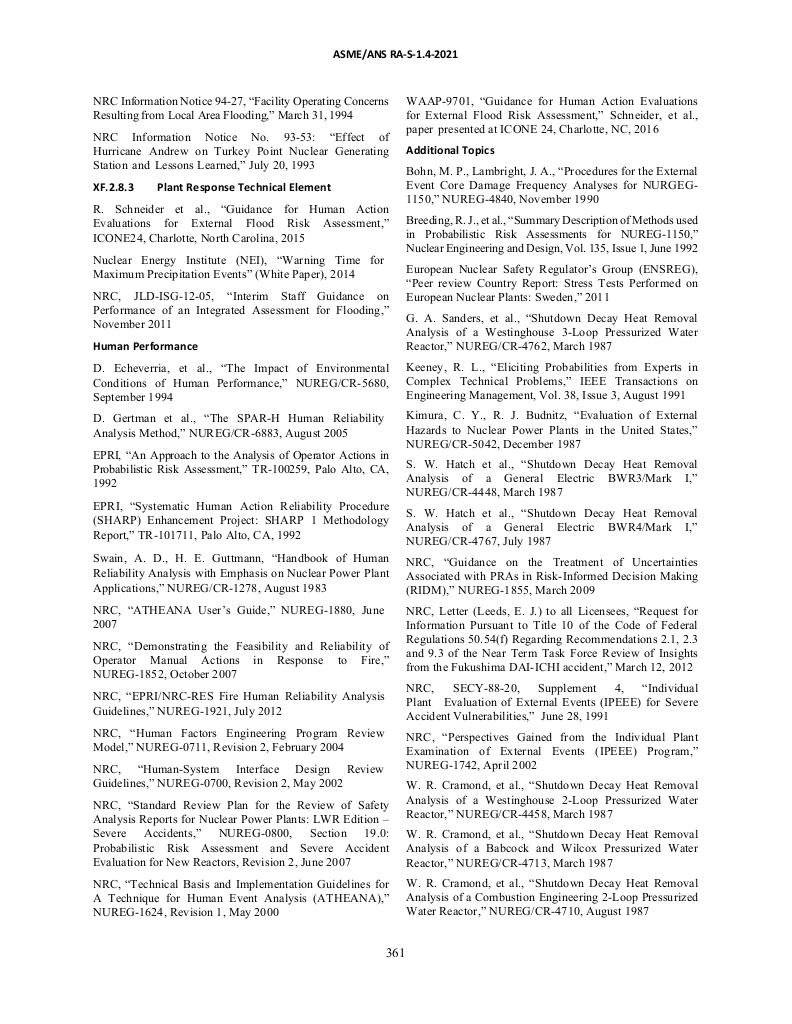 ASME/ANS RA-S-1.4-2021
NRC Information Notice 94-27, “Facility Operating Concerns
Resulting from Local Area Flooding,” March 31, 1994
NRC Information Notice No. 93-53: “Effect of
Hurricane Andrew on Turkey Point Nuclear Generating
Station and Lessons Learned,” July 20, 1993
XF.2.8.3 Plant Response Technical Element
R. Schneider et al., “Guidance for Human Action
Evaluations for External Flood Risk Assessment,”
ICONE24, Charlotte, North Carolina, 2015
Nuclear Energy Institute (NEI), “Warning Time for
Maximum Precipitation Events” (White Paper), 2014
NRC, JLD-ISG-12-05, “Interim Staff Guidance on
Performance of an Integrated Assessment for Flooding,”
November 2011
Human Performance
D. Echeverria, et al., “The Impact of Environmental
Conditions of Human Performance,” NUREG/CR-5680,
September 1994
D. Gertman et al., “The SPAR-H Human Reliability
Analysis Method,” NUREG/CR-6883, August 2005
EPRI, “An Approach to the Analysis of Operator Actions in
Probabilistic Risk Assessment,” TR-100259, Palo Alto, CA,
1992
EPRI, “Systematic Human Action Reliability Procedure
(SHARP) Enhancement Project: SHARP 1 Methodology
Report,” TR-101711, Palo Alto, CA, 1992
Swain, A. D., H. E. Guttmann, “Handbook of Human
Reliability Analysis with Emphasis on Nuclear Power Plant
Applications,” NUREG/CR-1278, August 1983
NRC, “ATHEANA User’s Guide,” NUREG-1880, June
2007
NRC, “Demonstrating the Feasibility and Reliability of
Operator Manual Actions in Response to Fire,”
NUREG-1852, October 2007
NRC, “EPRI/NRC-RES Fire Human Reliability Analysis
Guidelines,” NUREG-1921, July 2012
NRC, “Human Factors Engineering Program Review
Model,” NUREG-0711, Revision 2, February 2004
NRC, “Human-System Interface Design Review
Guidelines,” NUREG-0700, Revision 2, May 2002
NRC, “Standard Review Plan for the Review of Safety
Analysis Reports for Nuclear Power Plants: LWR Edition –
Severe Accidents,” NUREG-0800, Section 19.0:
Probabilistic Risk Assessment and Severe Accident
Evaluation for New Reactors, Revision 2, June 2007
NRC, “Technical Basis and Implementation Guidelines for
A Technique for Human Event Analysis (ATHEANA),”
NUREG-1624, Revision 1, May 2000
WAAP-9701, “Guidance for Human Action Evaluations
for External Flood Risk Assessment,” Schneider, et al.,
paper presented at ICONE 24, Charlotte, NC, 2016
Additional Topics
Bohn, M. P., Lambright, J. A., “Procedures for the External
Event Core Damage Frequency Analyses for NURGEG-
1150,” NUREG-4840, November 1990
Breeding, R. J., et al., “Summary Description of Methods used
in Probabilistic Risk Assessments for NUREG-1150,”
Nuclear Engineering and Design, Vol. 135, Issue 1, June 1992
European Nuclear Safety Regulator’s Group (ENSREG),
“Peer review Country Report: Stress Tests Performed on
European Nuclear Plants: Sweden,” 2011
G. A. Sanders, et al., “Shutdown Decay Heat Removal
Analysis of a Westinghouse 3-Loop Pressurized Water
Reactor,” NUREG/CR-4762, March 1987
Keeney, R. L., “Eliciting Probabilities from Experts in
Complex Technical Problems,” IEEE Transactions on
Engineering Management, Vol. 38, Issue 3, August 1991
Kimura, C. Y., R. J. Budnitz, “Evaluation of External
Hazards to Nuclear Power Plants in the United States,”
NUREG/CR-5042, December 1987
S. W. Hatch et al., “Shutdown Decay Heat Removal
Analysis of a General Electric BWR3/Mark I,”
NUREG/CR-4448, March 1987
S. W. Hatch et al., “Shutdown Decay Heat Removal
Analysis of a General Electric BWR4/Mark I,”
NUREG/CR-4767, July 1987
NRC, “Guidance on the Treatment of Uncertainties
Associated with PRAs in Risk-Informed Decision Making
(RIDM),” NUREG-1855, March 2009
NRC, Letter (Leeds, E. J.) to all Licensees, “Request for
Information Pursuant to Title 10 of the Code of Federal
Regulations 50.54(f) Regarding Recommendations 2.1, 2.3
and 9.3 of the Near Term Task Force Review of Insights
from the Fukushima DAI-ICHI accident,” March 12, 2012
NRC, SECY-88-20, Supplement 4, “Individual
Plant Evaluation of External Events (IPEEE) for Severe
Accident Vulnerabilities,” June 28, 1991
NRC, “Perspectives Gained from the Individual Plant
Examination of External Events (IPEEE) Program,”
NUREG-1742, April 2002
W. R. Cramond, et al., “Shutdown Decay Heat Removal
Analysis of a Westinghouse 2-Loop Pressurized Water
Reactor,” NUREG/CR-4458, March 1987
W. R. Cramond, et al., “Shutdown Decay Heat Removal
Analysis of a Babcock and Wilcox Pressurized Water
Reactor,” NUREG/CR-4713, March 1987
W. R. Cramond, et al., “Shutdown Decay Heat Removal
Analysis of a Combustion Engineering 2-Loop Pressurized
Water Reactor,” NUREG/CR-4710, August 1987
361